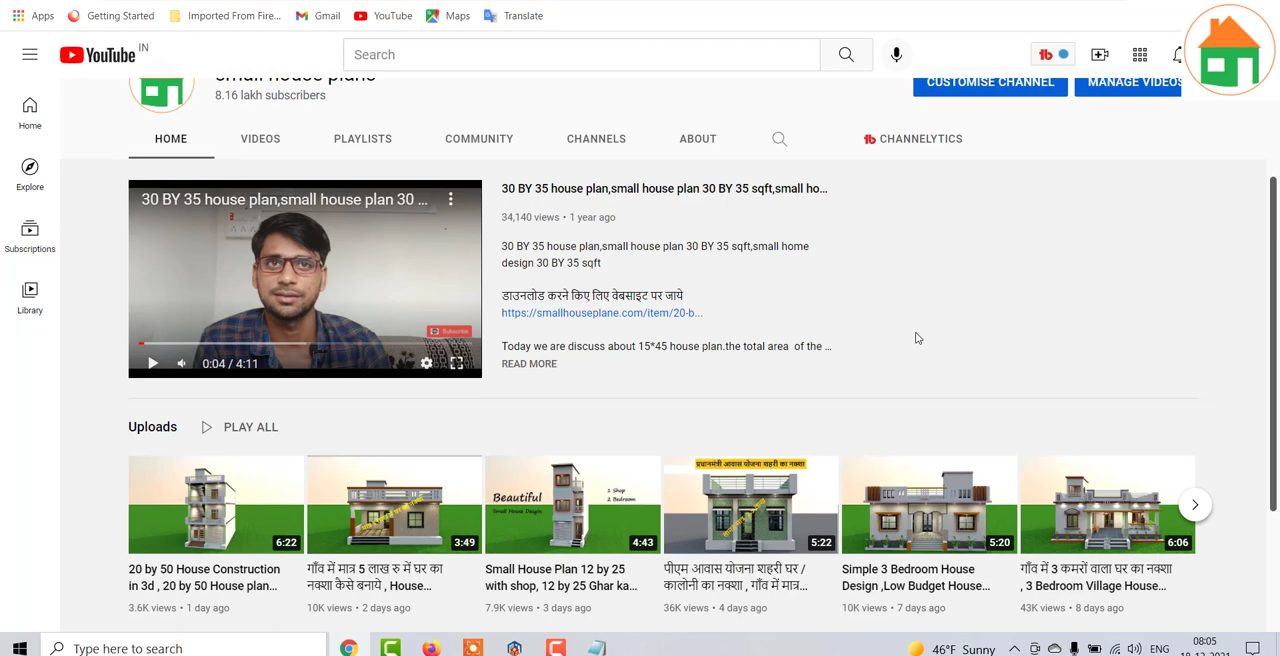 Apps Getting Started Imported From Fire... Gmail YouTube Maps Translate
YouTube IN
Search
small house plans
8.16 lakh subscribers
CUSTOMISE CHANNEL MANAGE VIDEOS
HOME VIDEOS PLAYLISTS COMMUNITY CHANNELS ABOUT CHANNELYTICS
Home
Explore
Subscriptions
Library
30 BY 35 house plan,small house plan 30 ...
Subscribe
0:04 / 4:11
30 BY 35 house plan,small house plan 30 BY 35 sqft,small ho...
34,140 views • 1 year ago
30 BY 35 house plan,small house plan 30 BY 35 sqft,small home
design 30 BY 35 sqft
डाउनलोड करने किए लिए वेबसाइट पर जाये
https://smallhouseplane.com/item/20-b...
Today we are discuss about 15*45 house plan.the total area of the ...
READ MORE
Uploads PLAY ALL
6:22
20 by 50 House Construction
in 3d , 20 by 50 House plan...
3.6K views • 1 day ago
3:49
गाँव में मात्र 5 लाख रु में घर का
नक्शा कैसे बनाये , House...
10K views • 2 days ago
Beautiful
Small House Desgin
1 Shop
2 Bedroom
4:43
Small House Plan 12 by 25
with shop, 12 by 25 Ghar ka...
7.9K views • 3 days ago
प्रधानमंत्री आवास योजना शहरी का नक्शा
5:22
पीएम आवास योजना शहरी घर /
कालोनी का नक्शा , गाँव में मात्र...
36K views • 4 days ago
5:20
Simple 3 Bedroom House
Design ,Low Budget House...
10K views • 7 days ago
6:06
गाँव में 3 कमरों वाला घर का नक्शा
, 3 Bedroom Village House...
43K views • 8 days ago
Type here to search
46°F Sunny
ENG
08:05
18-12-2021